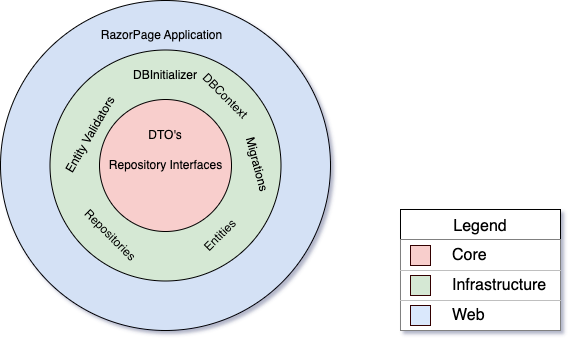 RazorPage Application
DBInitializer
DBContext
Entity Validators
Migrations
DTO's
Repository Interfaces
Repositories
Entities
Legend
Core
Infrastructure
Web